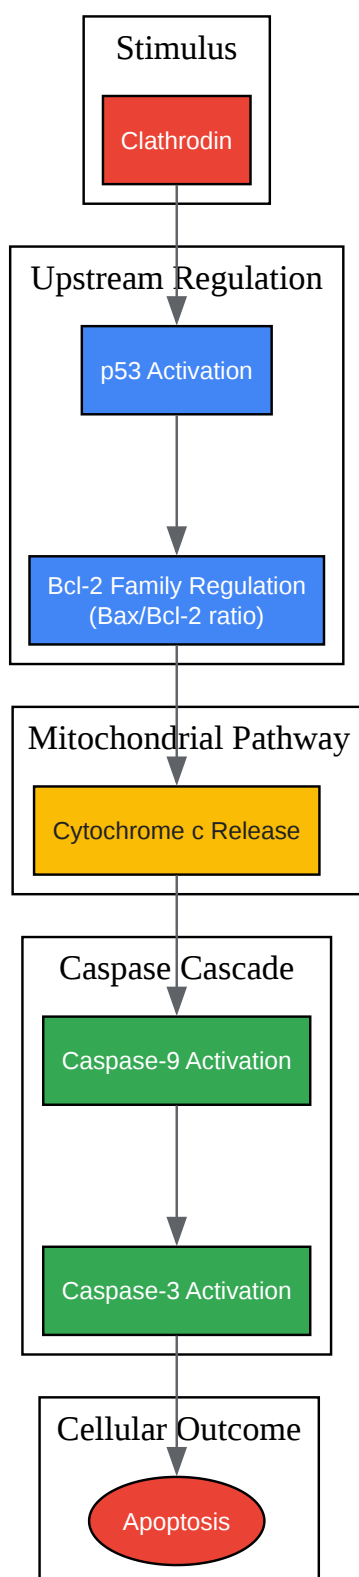 Stimulus
Clathrodin
Upstream Regulation
p53 Activation
Bcl-2 Family Regulation
(Bax/Bcl-2 ratio)
Mitochondrial Pathway
Cytochrome c Release
Caspase Cascade
Caspase-9 Activation
Caspase-3 Activation
Cellular Outcome
Apoptosis